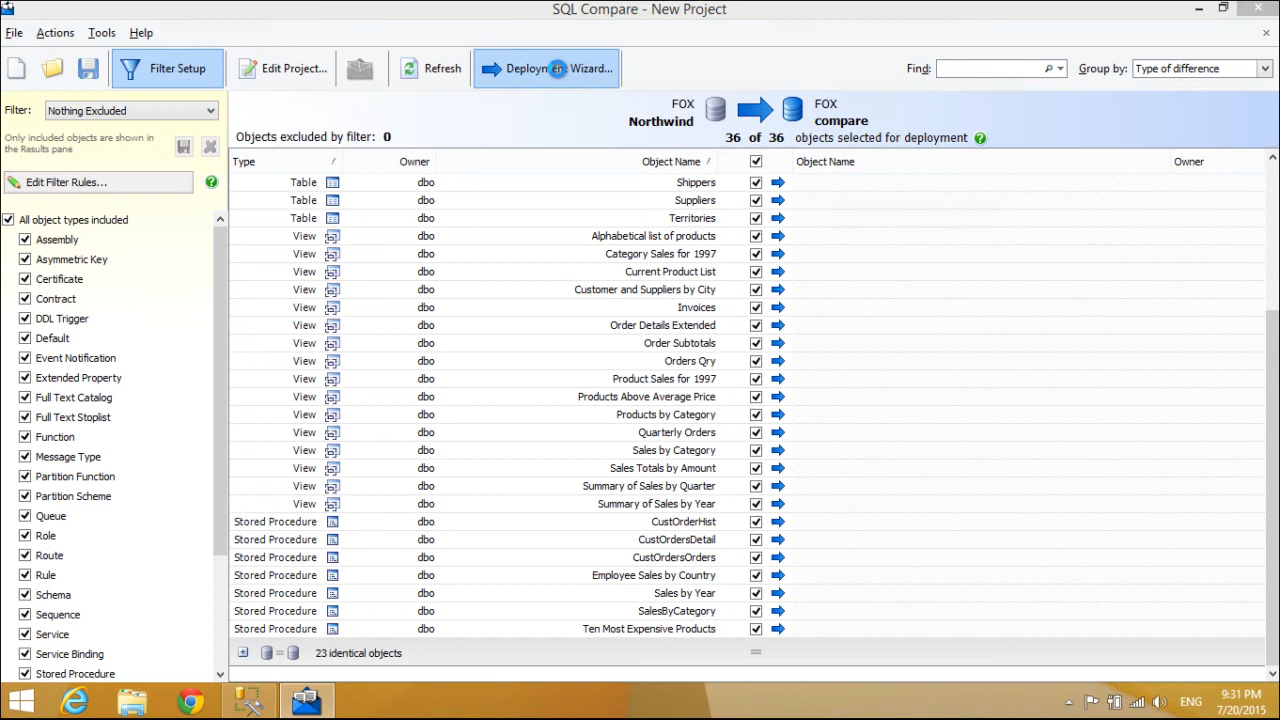 SQL Compare - New Project
File Actions Tools Help
Filter Setup Edit Project... Refresh Deployment Wizard... Find: Group by: Type of difference
Filter: Nothing Excluded
Only included objects are shown in
the Results pane
Edit Filter Rules...
All object types included
Assembly
Asymmetric Key
Certificate
Contract
DDL Trigger
Default
Event Notification
Extended Property
Full Text Catalog
Full Text Stoplist
Function
Message Type
Partition Function
Partition Scheme
Queue
Role
Route
Rule
Schema
Sequence
Service
Service Binding
Stored Procedure
FOX FOX
Northwind compare
Objects excluded by filter: 0 36 of 36 objects selected for deployment
Type Owner Object Name Object Name Owner
Table dbo Shippers
Table dbo Suppliers
Table dbo Territories
View dbo Alphabetical list of products
View dbo Category Sales for 1997
View dbo Current Product List
View dbo Customer and Suppliers by City
View dbo Invoices
View dbo Order Details Extended
View dbo Order Subtotals
View dbo Orders Qry
View dbo Product Sales for 1997
View dbo Products Above Average Price
View dbo Products by Category
View dbo Quarterly Orders
View dbo Sales by Category
View dbo Sales Totals by Amount
View dbo Summary of Sales by Quarter
View dbo Summary of Sales by Year
Stored Procedure dbo CustOrderHist
Stored Procedure dbo CustOrdersDetail
Stored Procedure dbo CustOrdersOrders
Stored Procedure dbo Employee Sales by Country
Stored Procedure dbo Sales by Year
Stored Procedure dbo SalesByCategory
Stored Procedure dbo Ten Most Expensive Products
= 23 identical objects
ENG 9:31 PM
7/20/2015